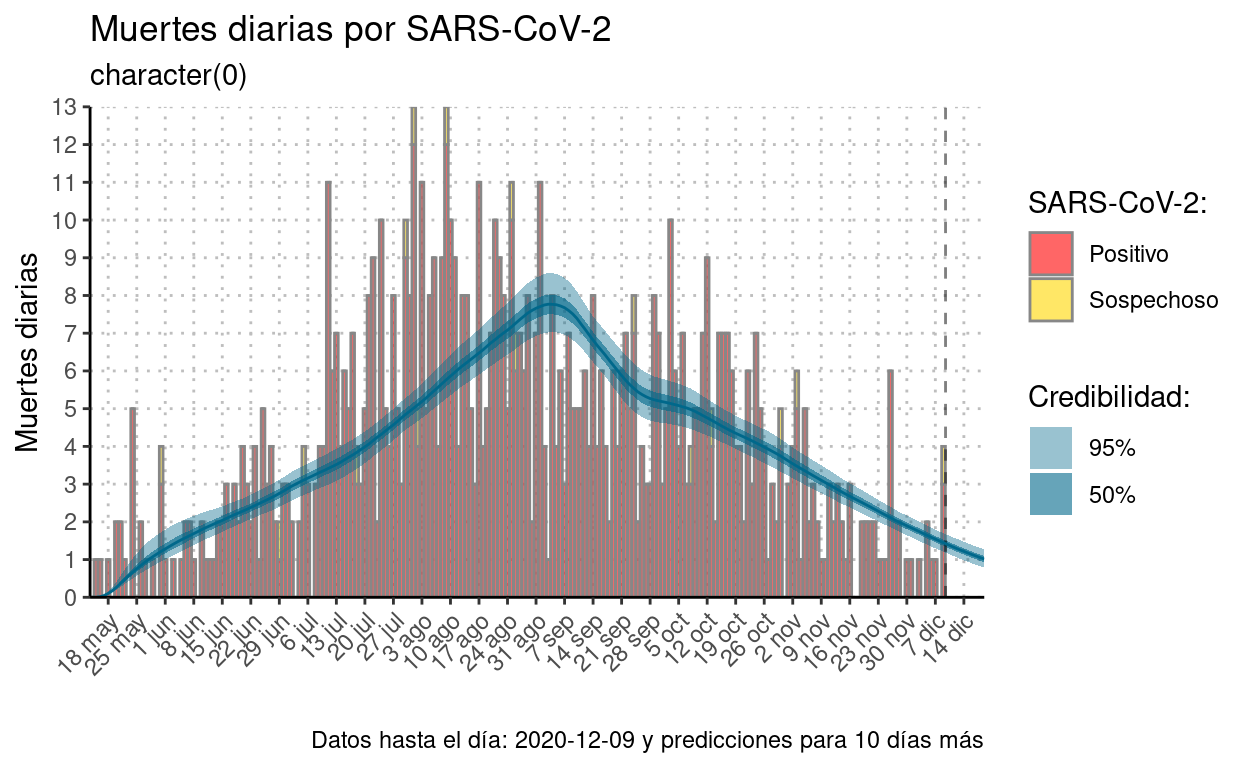 Muertes diarias por SARS-CoV-2
character(0)
Muertes diarias
13
12
11
10
9
8
7
6
5
4
3
2
1
0
18 may
25 may
1 jun
8 jun
15 jun
22 jun
29 jun
6 jul
13 jul
20 jul
27 jul
3 ago
10 ago
17 ago
24 ago
31 ago
7 sep
14 sep
21 sep
28 sep
5 oct
12 oct
19 oct
26 oct
2 nov
9 nov
16 nov
23 nov
30 nov
7 dic
14 dic
SARS-CoV-2:
Positivo
Sospechoso
Credibilidad:
95%
50%
Datos hasta el día: 2020-12-09 y predicciones para 10 días más